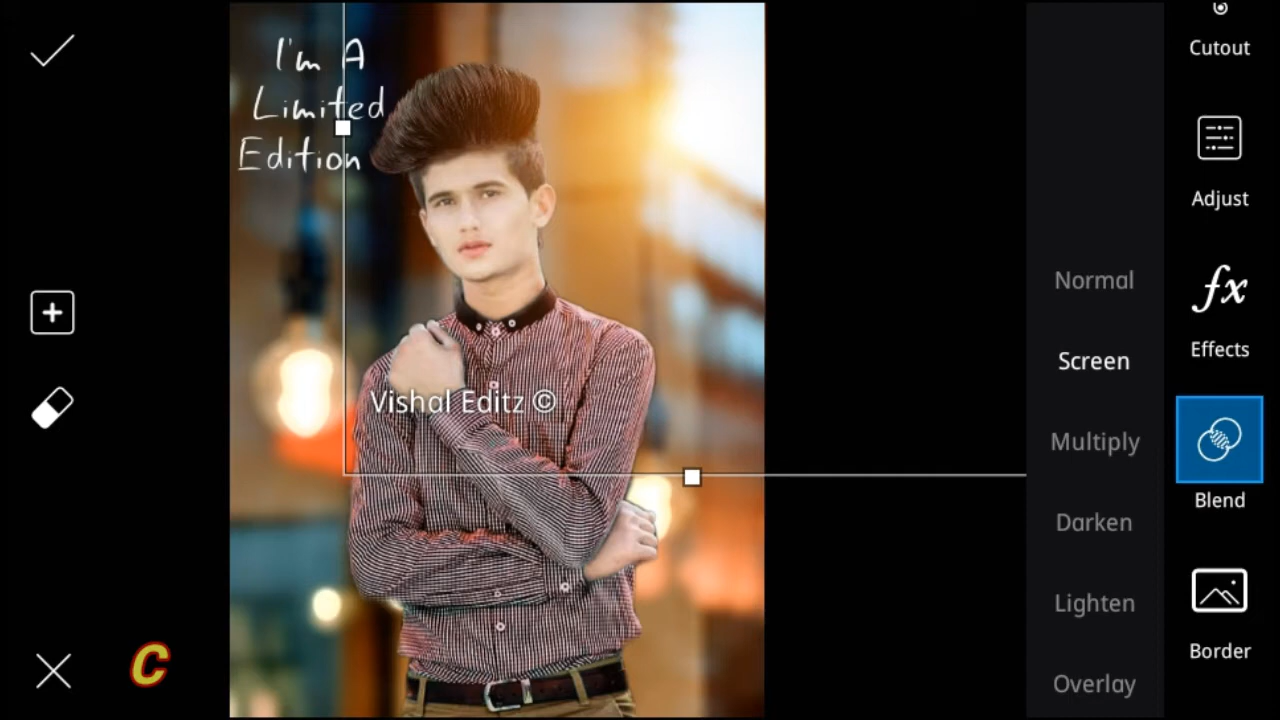 I'm A
Limited
Edition
Vishal Editz ©
C
Cutout
Adjust
fx
Effects
Blend
Border
Normal
Screen
Multiply
Darken
Lighten
Overlay